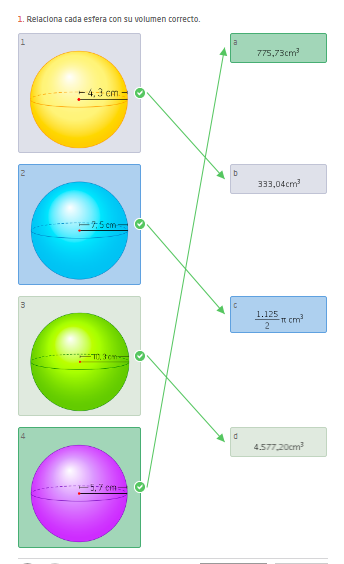 1. Relaciona cada esfera con su volumen correcto.
1
4,3 cm
a
775,73cm³
2
7,5 cm
b
333,04cm³
3
10,3 cm
c
1.125
2
π cm³
4
5,7 cm
d
4.577,20cm³